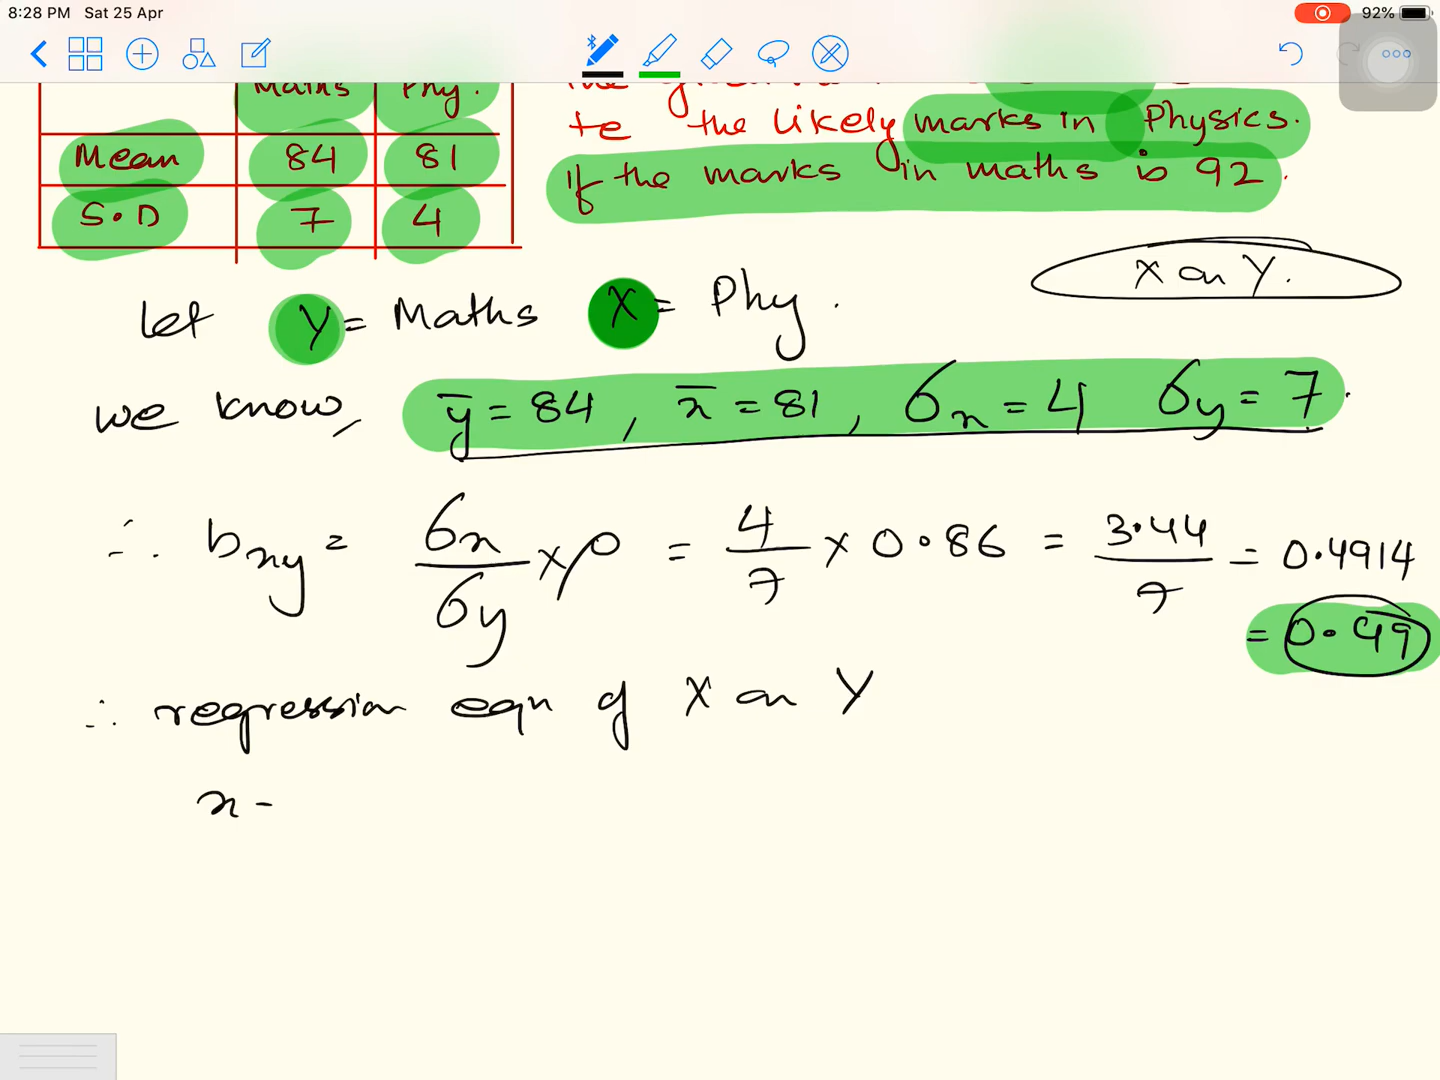 8:28 PM Sat 25 Apr 92%
Maths Phy.
te the likely marks in Physics.
Mean 84 81
if the marks in maths is 92.
S.D 7 4
X on Y.
Let Y = Maths X = Phy.
we know, ȳ = 84, x̄ = 81, σx = 4 σy = 7.
∴ bxy = σx/σy × ρ = 4/7 × 0.86 = 3.44/7 = 0.4914
= 0.49
∴ regression eqn of X on Y
x -